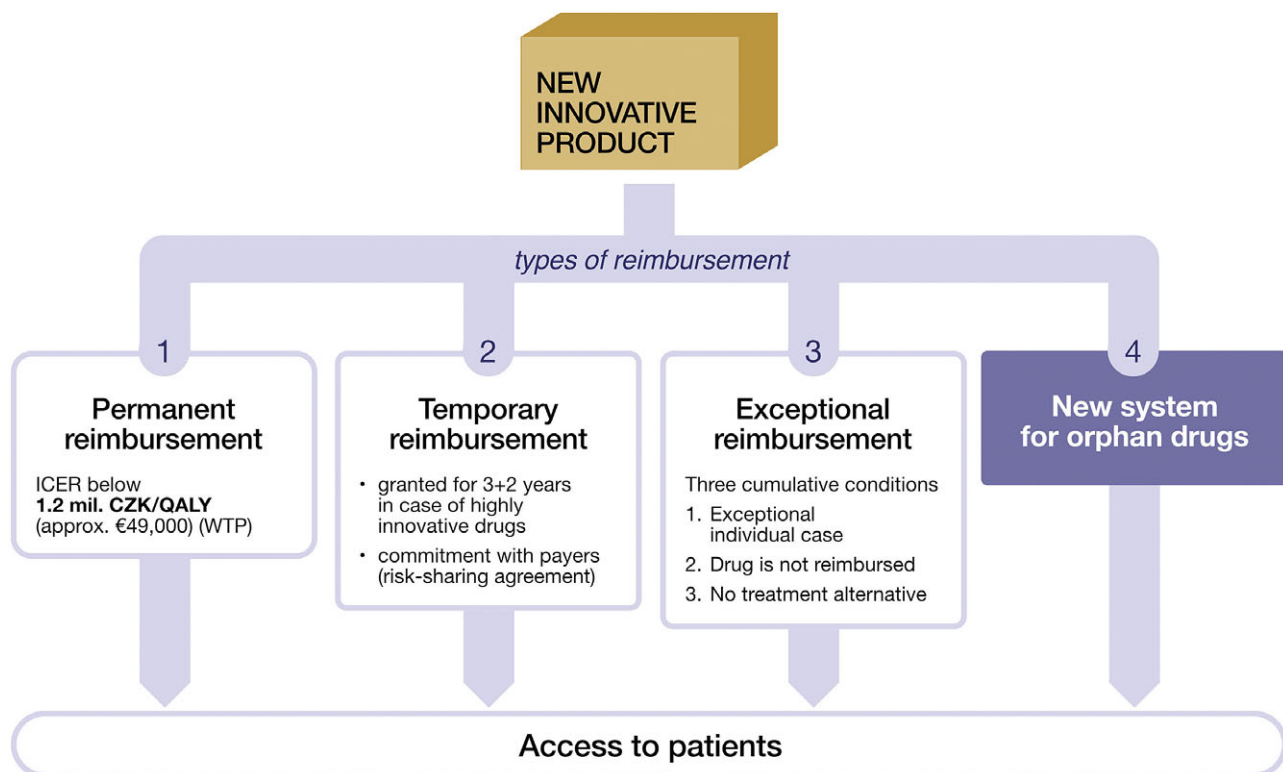 NEW
INNOVATIVE
PRODUCT
types of reimbursement
1
Permanent
reimbursement
ICER below
1.2 mil. CZK/QALY
(approx. €49,000) (WTP)
2
Temporary
reimbursement
• granted for 3+2 years
in case of highly
innovative drugs
• commitment with payers
(risk-sharing agreement)
3
Exceptional
reimbursement
Three cumulative conditions
1. Exceptional
individual case
2. Drug is not reimbursed
3. No treatment alternative
4
New system
for orphan drugs
Access to patients